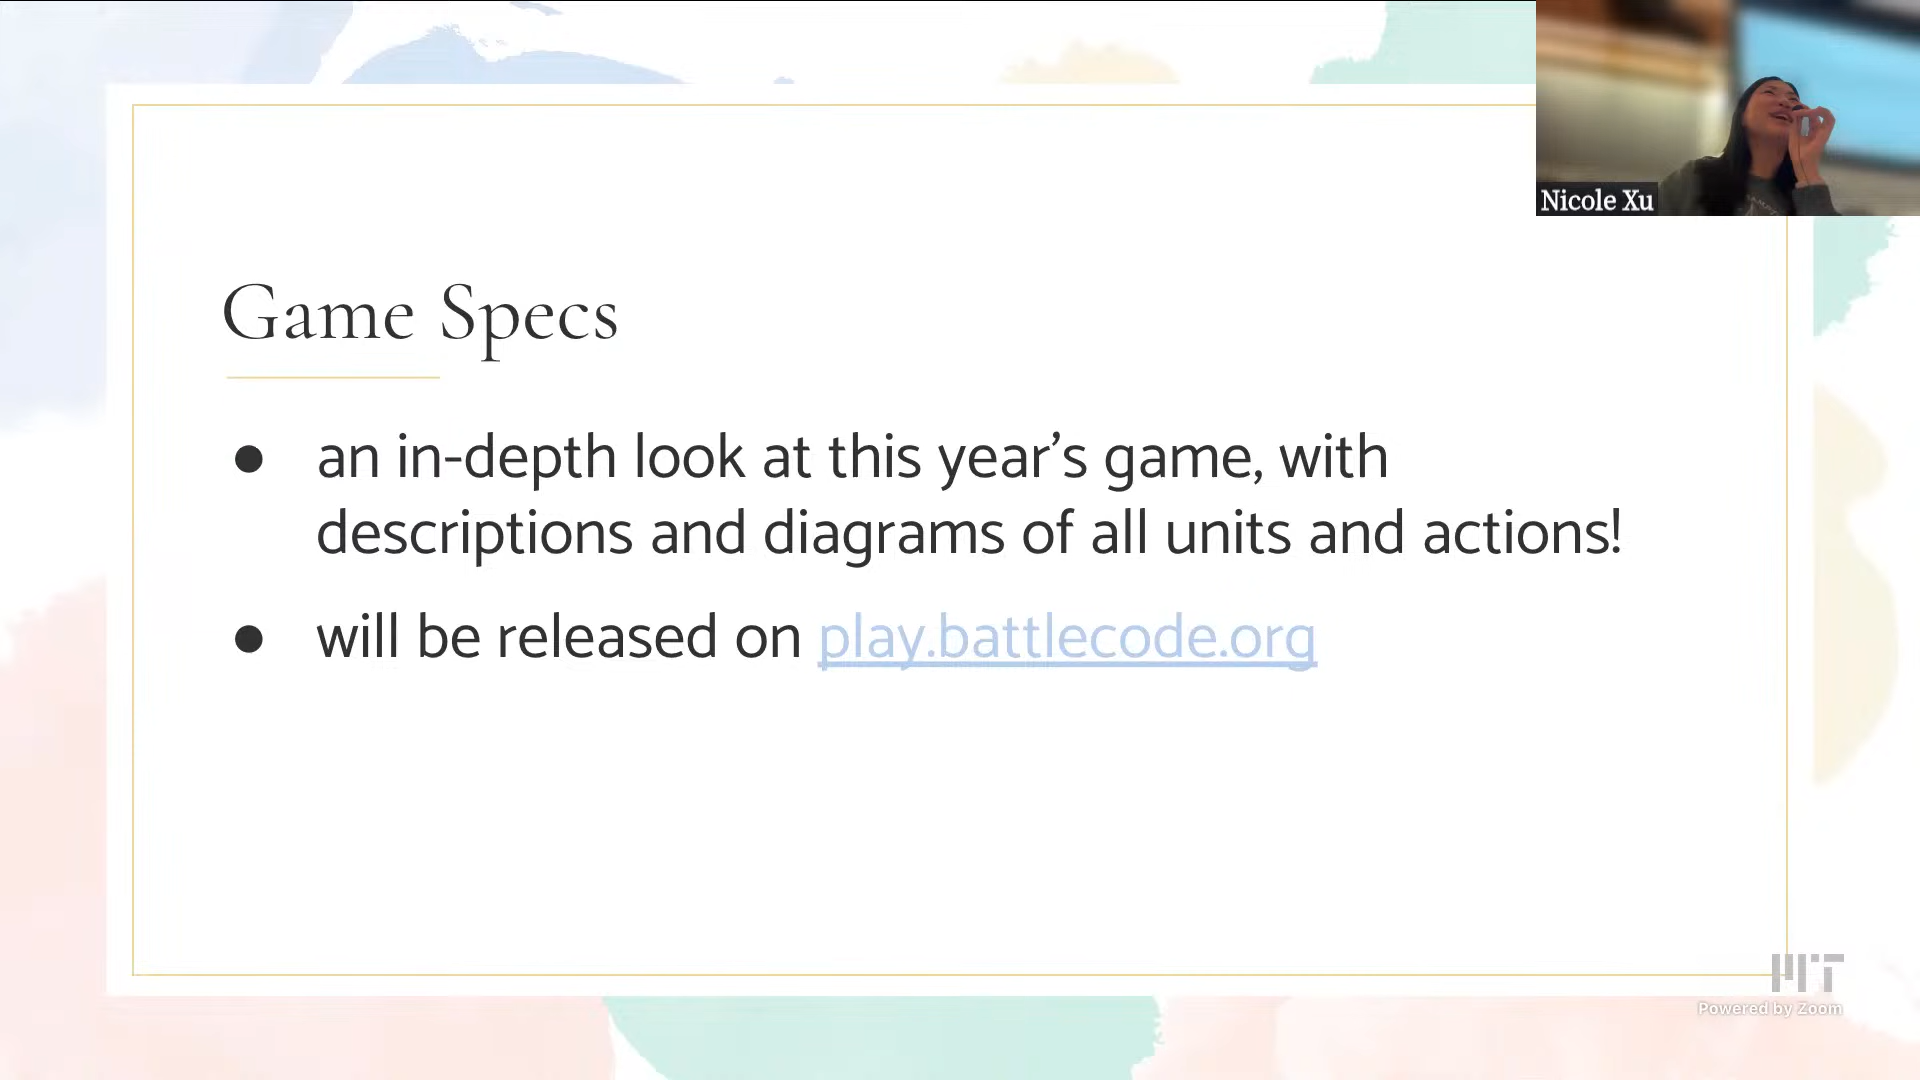 Nicole Xu
Game Specs
● an in-depth look at this year’s game, with
descriptions and diagrams of all units and actions!
● will be released on play.battlecode.org
MIT
Powered by Zoom